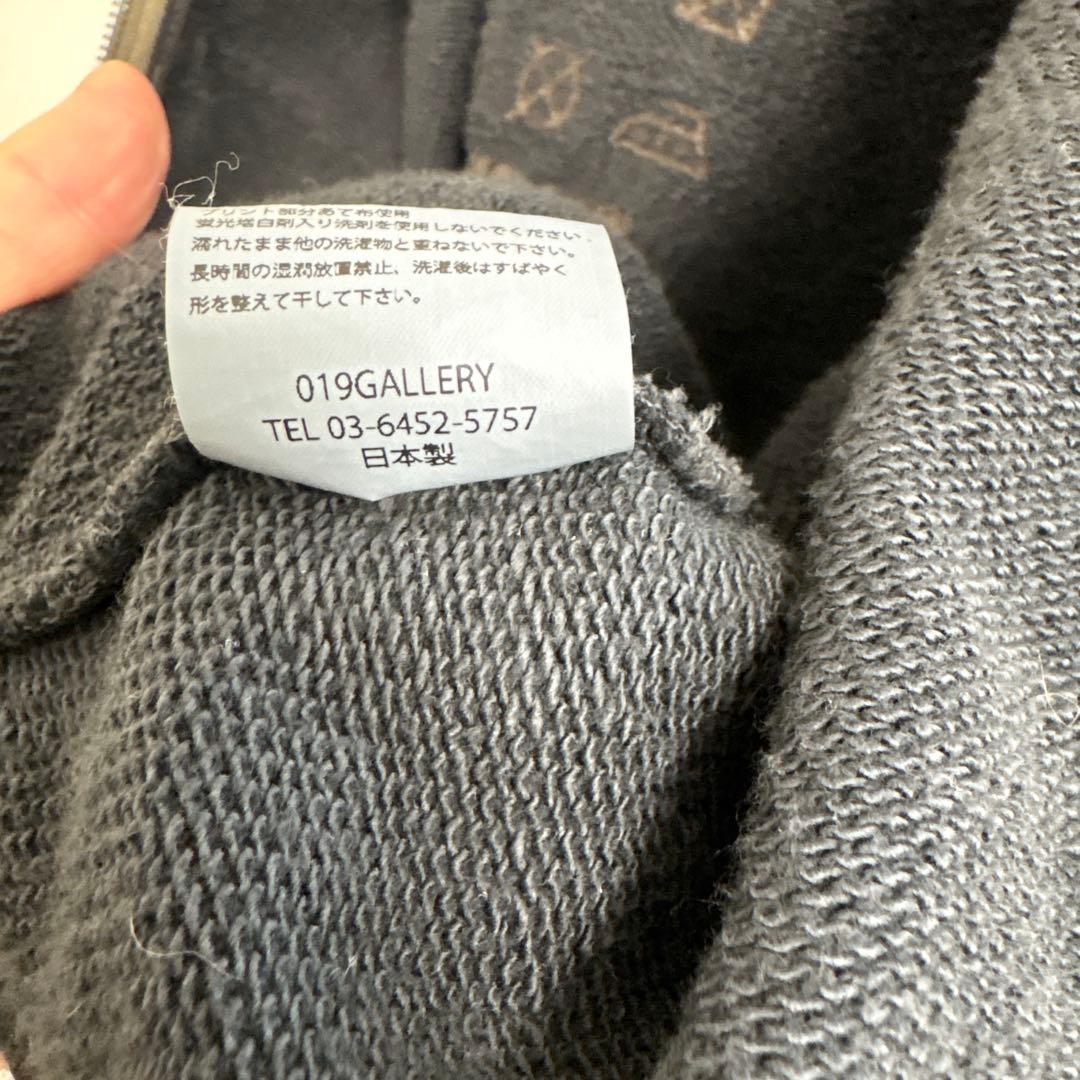 プリント部分あて布使用
蛍光増白剤入り洗剤を使用しないでください。
濡れたまま他の洗濯物と重ねないで下さい。
長時間の湿潤放置禁止、洗濯後はすばやく
形を整えて干して下さい。
019GALLERY
TEL 03-6452-5757
日本製